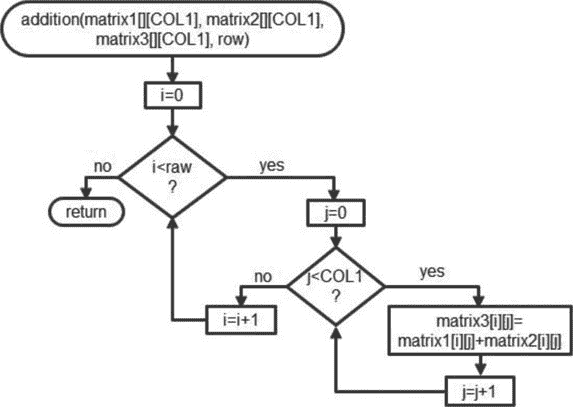 addition(matrix1[][COL1], matrix2[][COL1],
matrix3[][COL1], row)
i=0
i<raw
?
no
yes
return
j=0
j<COL1
?
no
yes
i=i+1
matrix3[i][j]=
matrix1[i][j]+matrix2[i][j]
j=j+1